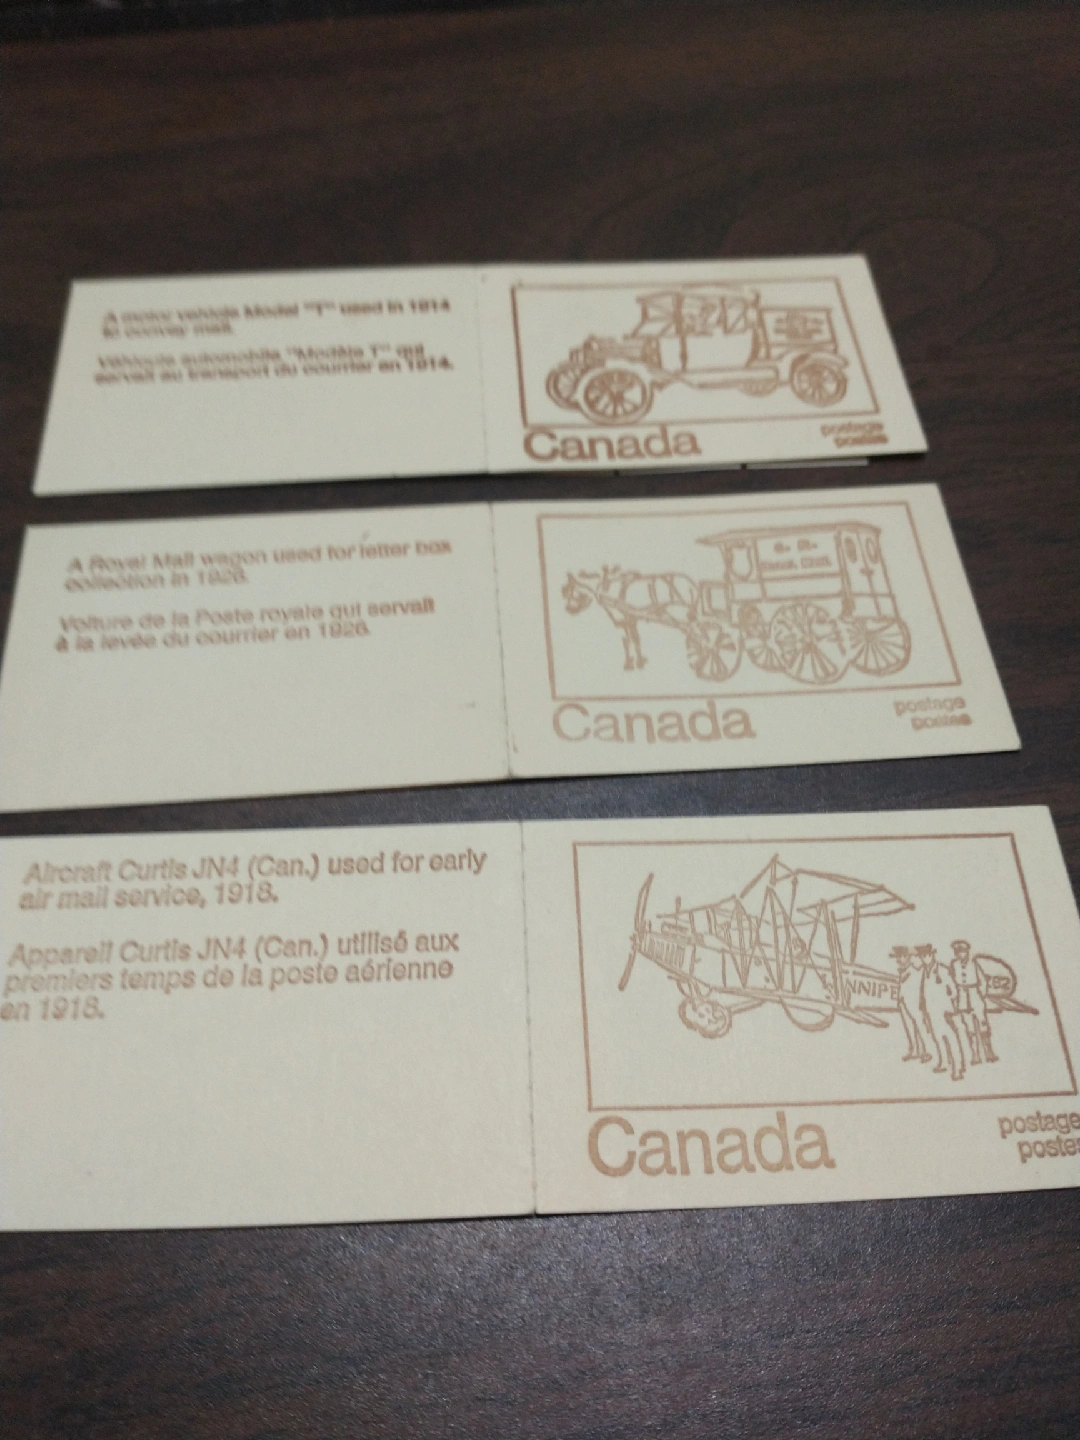 A motor vehicle Model "T" used in 1914
to convey mail.
Véhicule automobile "Modèle T" qui
servait au transport du courrier en 1914.
Canada
postage
postes
A Royal Mail wagon used for letter box
collection in 1926.
Voiture de la Poste royale qui servait
à la levée du courrier en 1926.
Canada
postage
postes
Aircraft Curtis JN4 (Can.) used for early
air mail service, 1918.
Appareil Curtis JN4 (Can.) utilisé aux
premiers temps de la poste aérienne
en 1918.
NNIPE
Canada
postage
postes